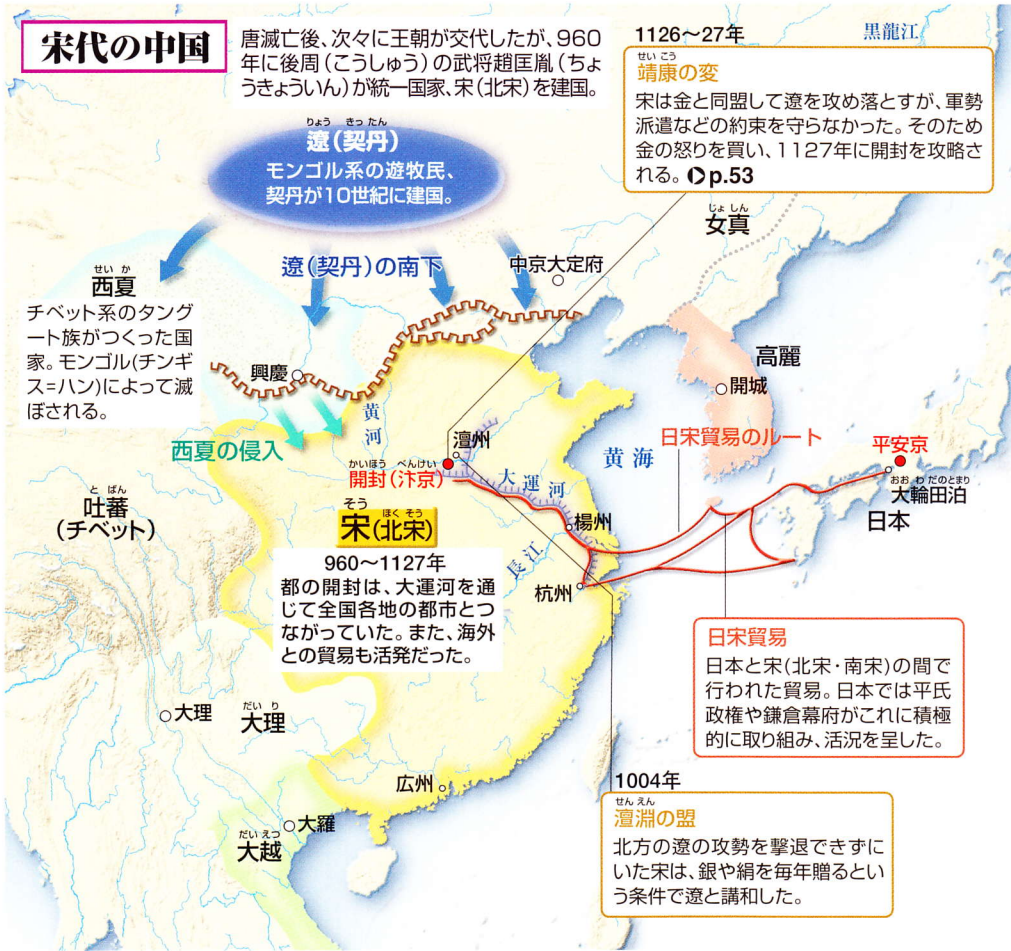 宋代の中国
唐滅亡後、次々に王朝が交代したが、960
年に後周(こうしゅう)の武将趙匡胤(ちょ
うきょういん)が統一国家、宋(北宋)を建国。
1126〜27年
せいこう
靖康の変
宋は金と同盟して遼を攻め落とすが、軍勢
派遣などの約束を守らなかった。そのため
金の怒りを買い、1127年に開封を攻略さ
れる。▶p.53
黒龍江
りょう きったん
遼(契丹)
モンゴル系の遊牧民、
契丹が10世紀に建国。
じょしん
女真
遼(契丹)の南下
中京大定府
せいか
西夏
チベット系のタング
ート族がつくった国
家。モンゴル(チンギ
ス=ハン)によって滅
ぼされる。
興慶
高麗
開城
西夏の侵入
黄河
澶州
かいほう べんけい
開封(汴京)
大運河
黄海
日宋貿易のルート
平安京
おおわだのとまり
大輪田泊
日本
とばん
吐蕃
(チベット)
そう ほくそう
宋(北宋)
960〜1127年
都の開封は、大運河を通
じて全国各地の都市とつ
ながっていた。また、海外
との貿易も活発だった。
揚州
長江
杭州
日宋貿易
日本と宋(北宋・南宋)の間で
行われた貿易。日本では平氏
政権や鎌倉幕府がこれに積極
的に取り組み、活況を呈した。
大理
だいり
大理
広州
大羅
だいえつ
大越
1004年
せんえん
澶淵の盟
北方の遼の攻勢を撃退できずに
いた宋は、銀や絹を毎年贈るとい
う条件で遼と講和した。